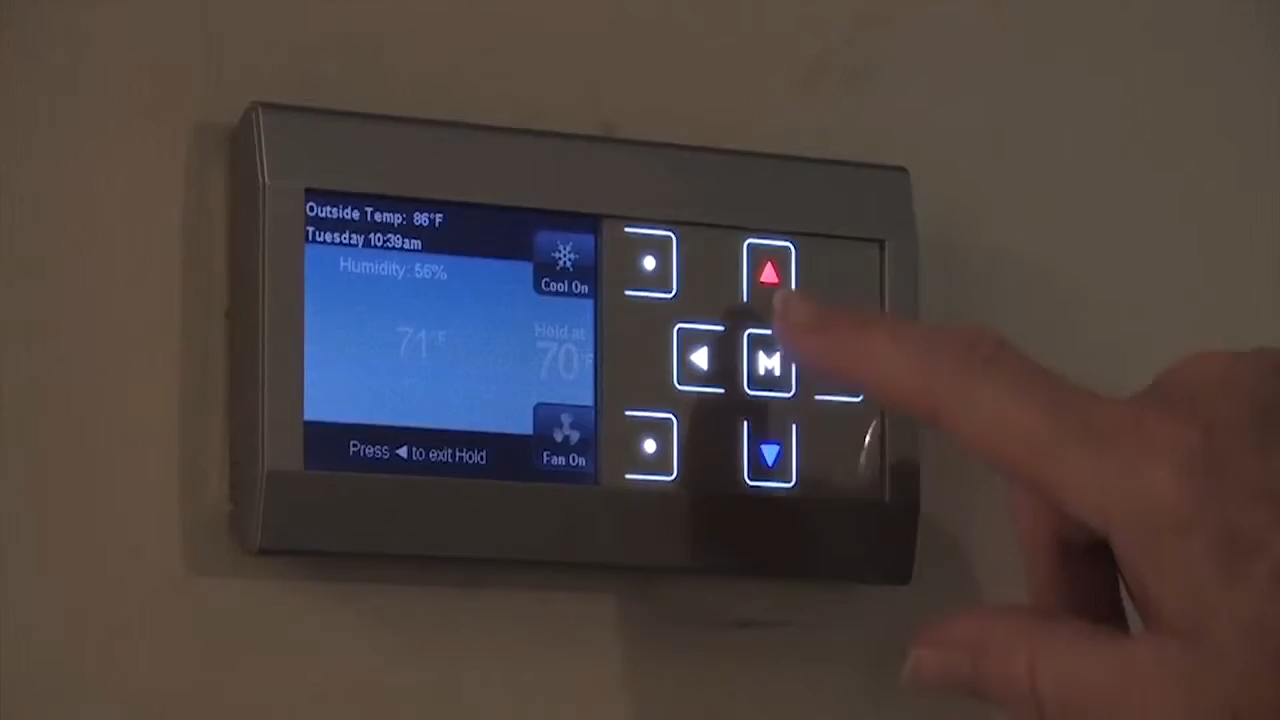 Outside Temp: 86°F
Tuesday 10:39am
Humidity: 56%
Cool On
71°F
Hold at
70°F
Press ◀ to exit Hold
Fan On
M